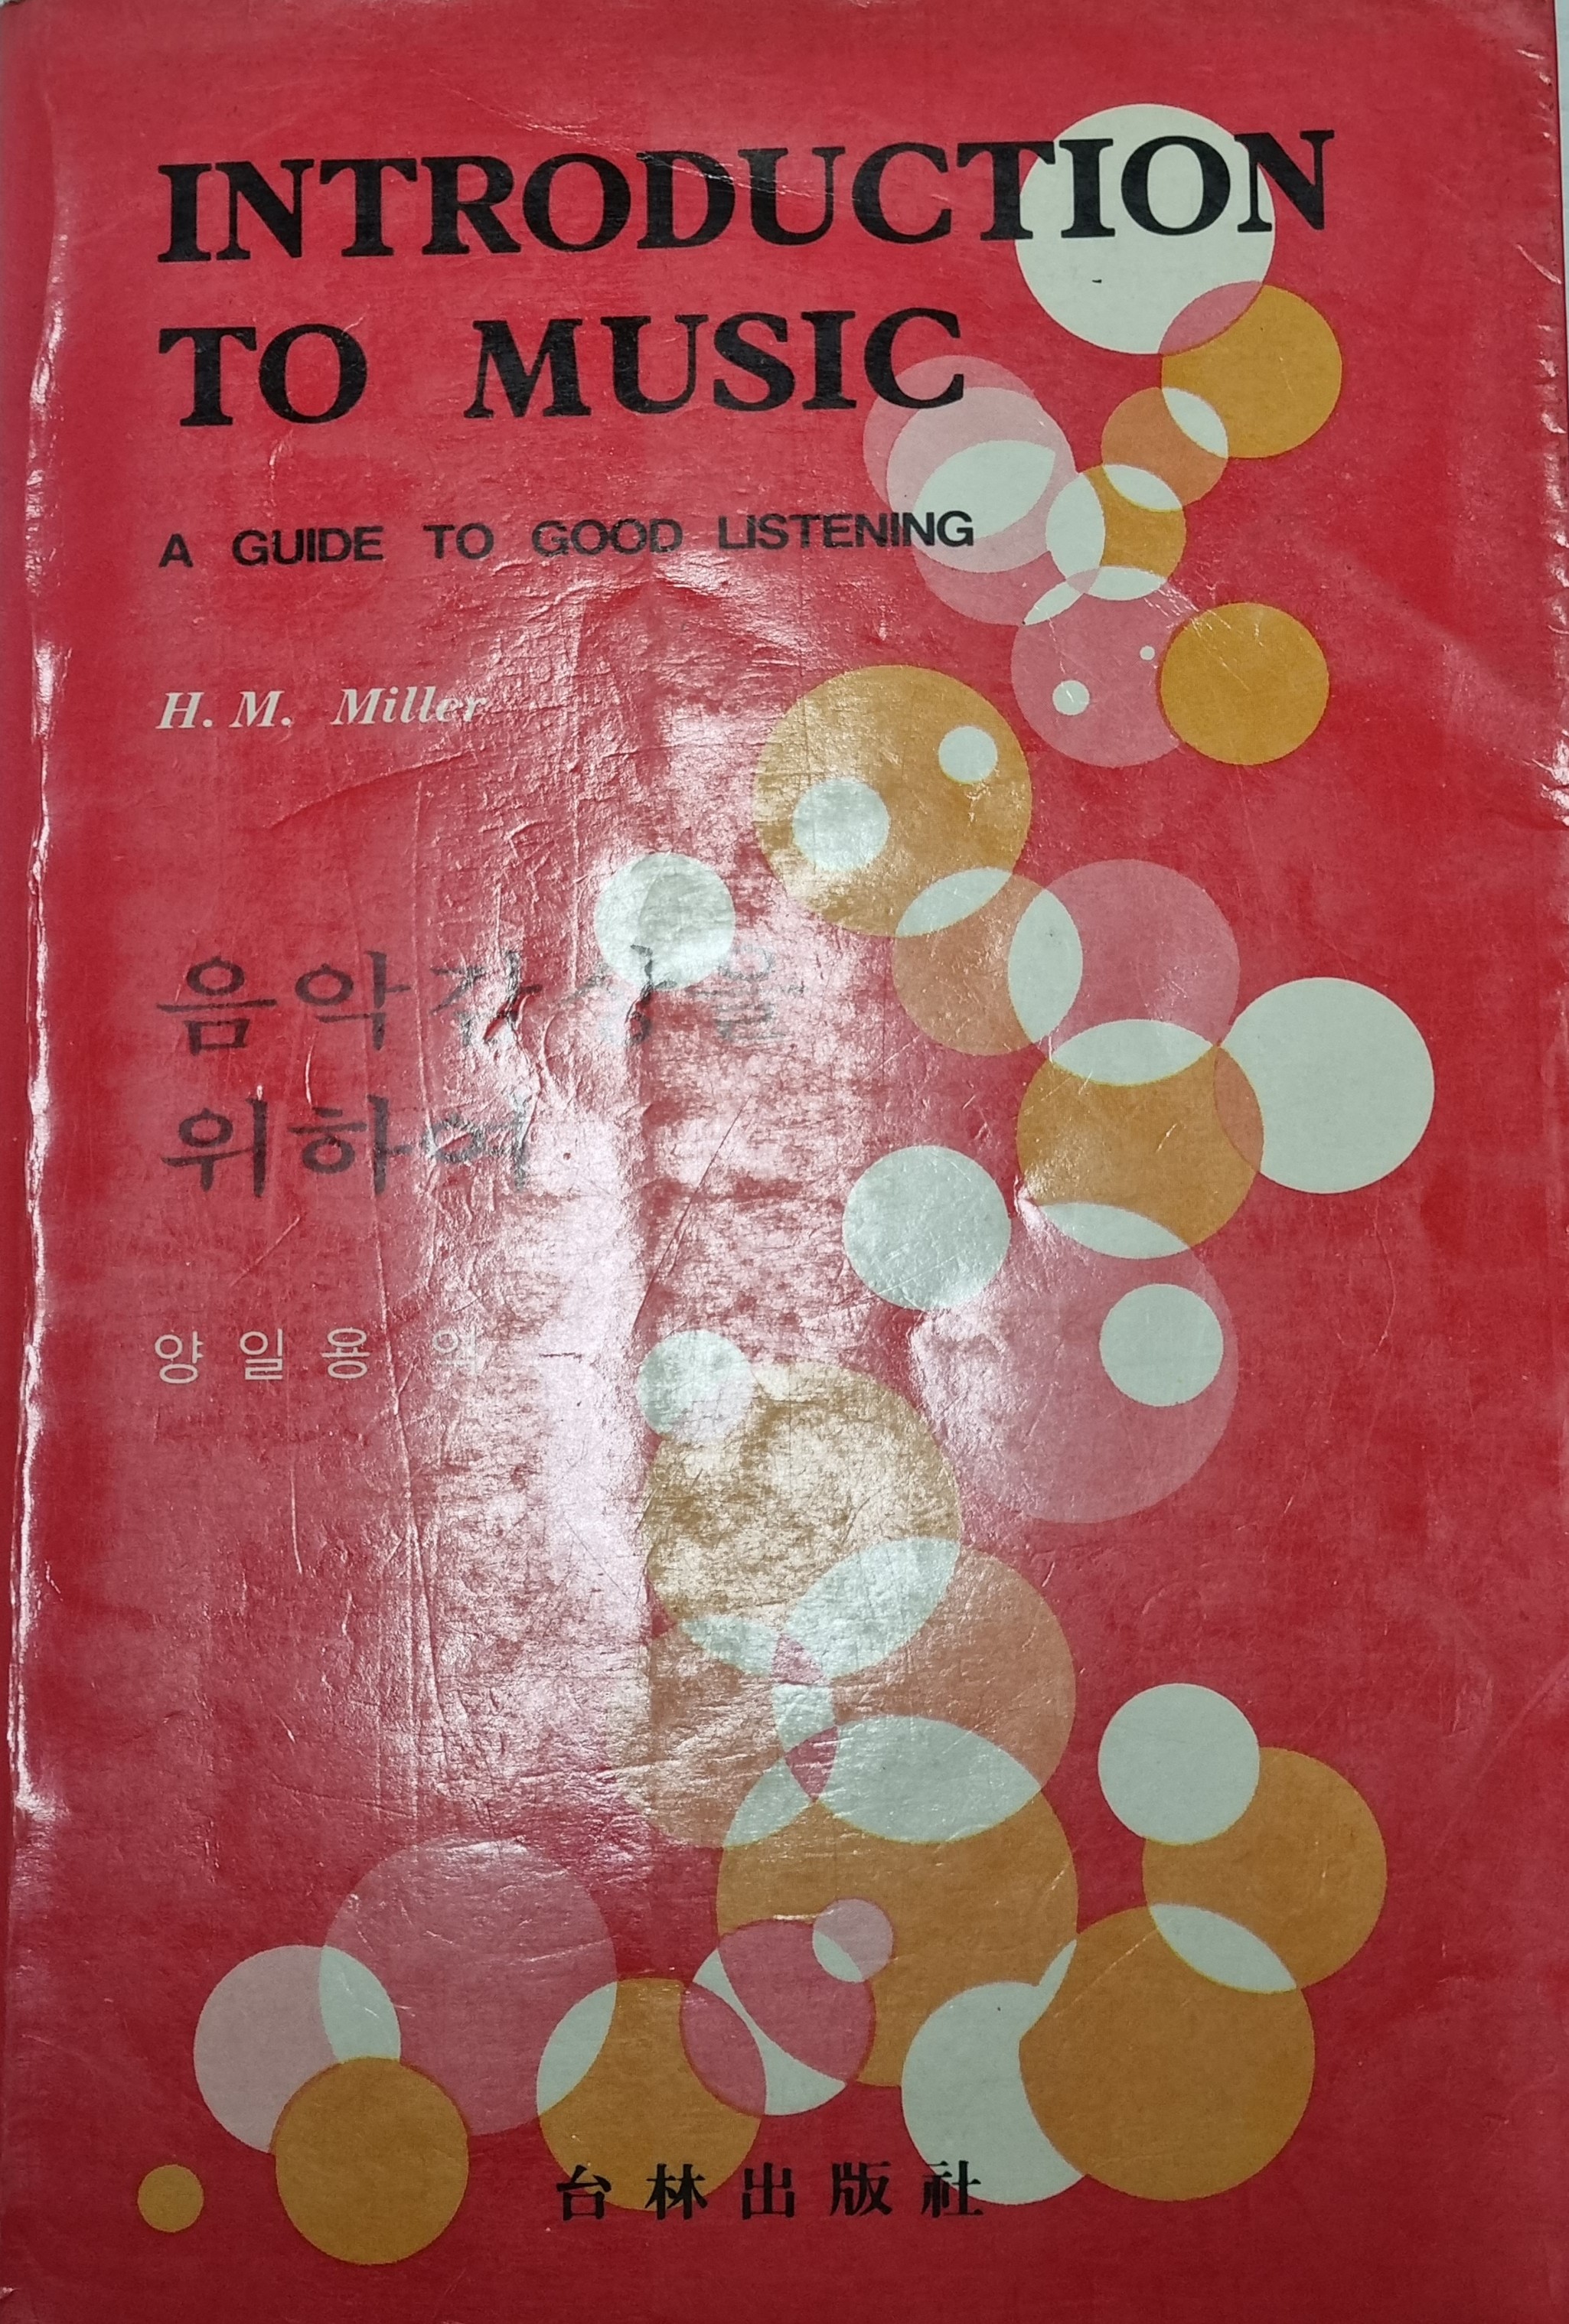 INTRODUCTION
TO MUSIC
A GUIDE TO GOOD LISTENING
H. M. Miller
음악감상을
위하여
양일용 역
台林出版社